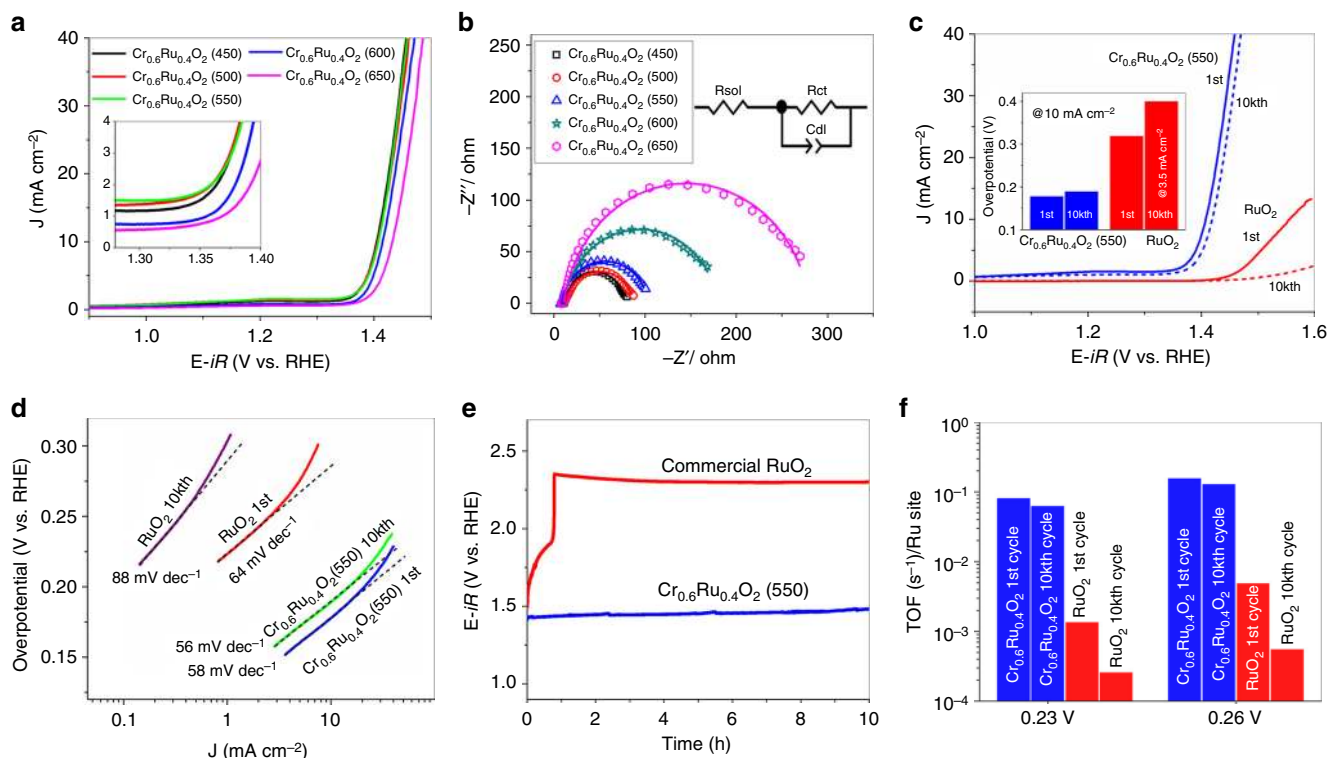 a
J (mA cm⁻²)
40
30
20
10
0
Cr₀.₆Ru₀.₄O₂ (450)
Cr₀.₆Ru₀.₄O₂ (600)
Cr₀.₆Ru₀.₄O₂ (500)
Cr₀.₆Ru₀.₄O₂ (650)
Cr₀.₆Ru₀.₄O₂ (550)
4
3
2
1
0
1.30
1.35
1.40
1.0
1.2
1.4
E-iR (V vs. RHE)
b
–Z′′/ ohm
–250
–200
150
100
50
0
Cr₀.₆Ru₀.₄O₂ (450)
Cr₀.₆Ru₀.₄O₂ (500)
Cr₀.₆Ru₀.₄O₂ (550)
Cr₀.₆Ru₀.₄O₂ (600)
Cr₀.₆Ru₀.₄O₂ (650)
Rsol
Rct
Cdl
0
100
200
300
–Z′/ ohm
c
J (mA cm⁻²)
40
30
20
10
0
Cr₀.₆Ru₀.₄O₂ (550)
1st
10kth
@10 mA cm⁻²
Overpotential (V)
0.4
0.3
0.2
0.1
1st
10kth
1st
10kth
@3.5 mA cm⁻²
Cr₀.₆Ru₀.₄O₂ (550)
RuO₂
RuO₂
1st
10kth
1.0
1.2
1.4
1.6
E-iR (V vs. RHE)
d
Overpotential (V vs. RHE)
0.30
0.25
0.20
0.15
RuO₂ 10kth
88 mV dec⁻¹
RuO₂ 1st
64 mV dec⁻¹
Cr₀.₆Ru₀.₄O₂(550) 10kth
56 mV dec⁻¹
Cr₀.₆Ru₀.₄O₂(550) 1st
58 mV dec⁻¹
0.1
1
10
J (mA cm⁻²)
e
E-iR (V vs. RHE)
2.5
2.0
1.5
1.0
Commercial RuO₂
Cr₀.₆Ru₀.₄O₂ (550)
0
2
4
6
8
10
Time (h)
f
TOF (s⁻¹)/Ru site
10⁰
10⁻¹
10⁻²
10⁻³
10⁻⁴
Cr₀.₆Ru₀.₄O₂ 1st cycle
Cr₀.₆Ru₀.₄O₂ 10kth cycle
RuO₂ 1st cycle
RuO₂ 10kth cycle
Cr₀.₆Ru₀.₄O₂ 1st cycle
Cr₀.₆Ru₀.₄O₂ 10kth cycle
RuO₂ 1st cycle
RuO₂ 10kth cycle
0.23 V
0.26 V